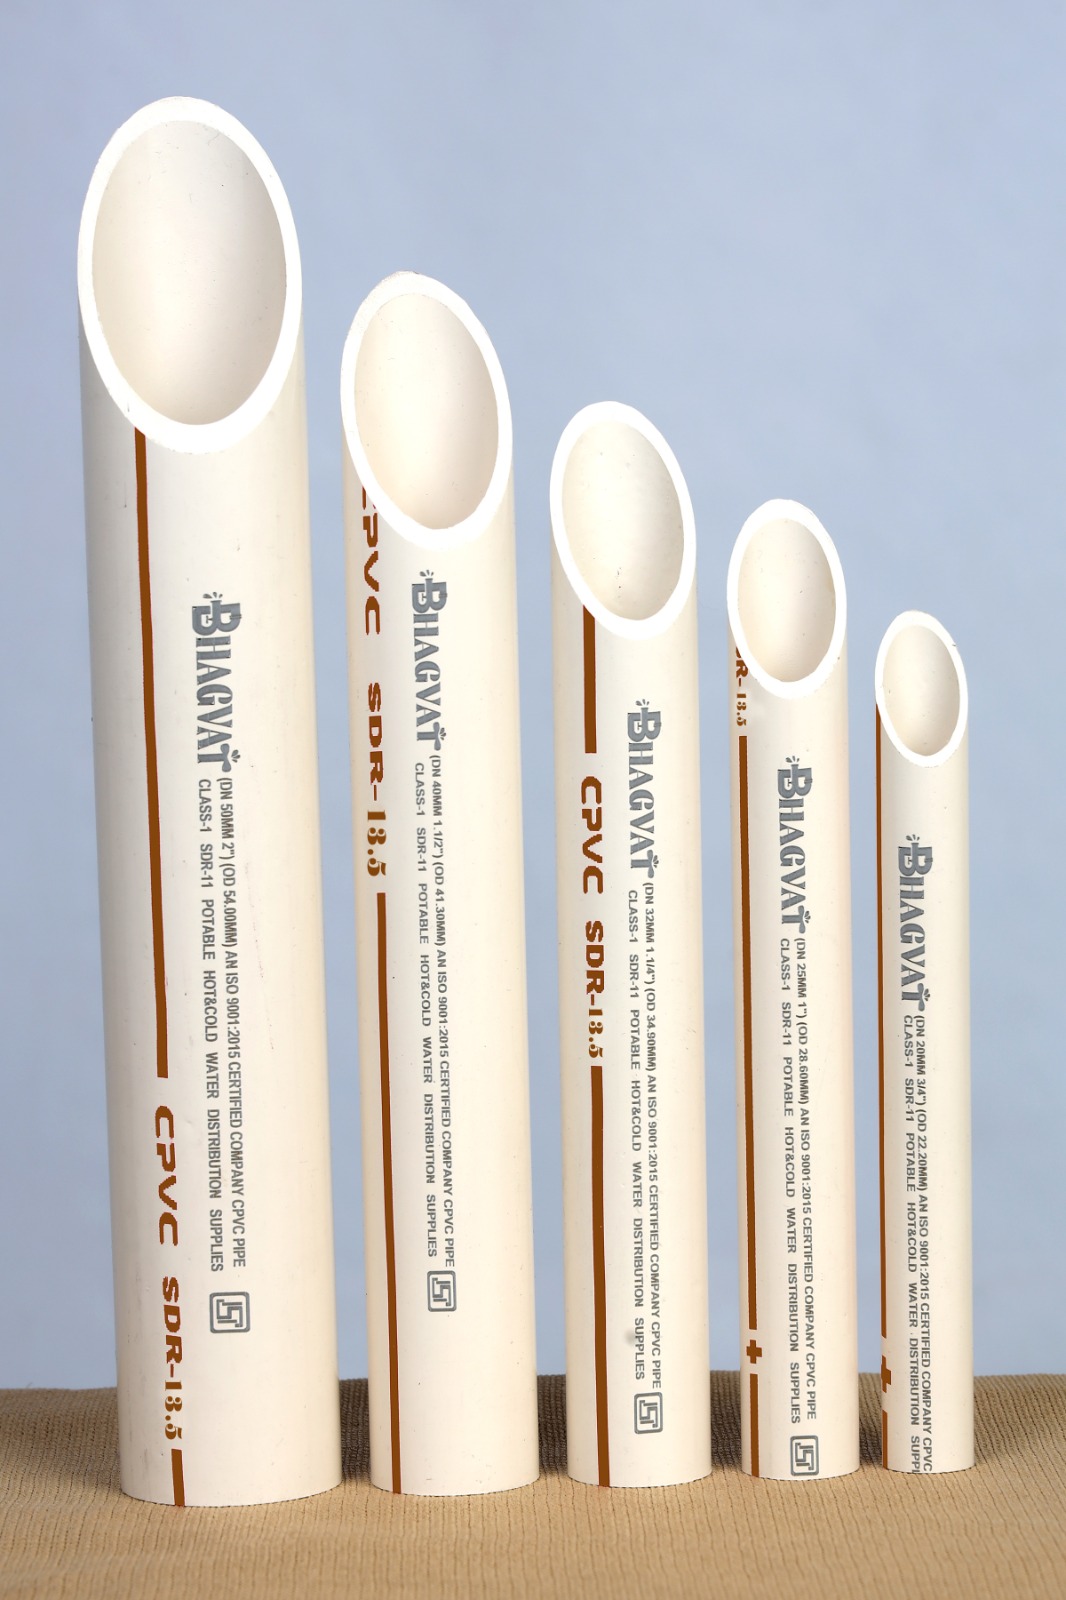 BHAGVAT
(DN 50MM 2") (OD 54.00MM) AN ISO 9001:2015 CERTIFIED COMPANY CPVC PIPE
CLASS-1 SDR-11 POTABLE HOT&COLD WATER DISTRIBUTION SUPPLIES
CPVC SDR-13.5
BHAGVAT
(DN 40MM 1.1/2") (OD 41.30MM) AN ISO 9001:2015 CERTIFIED COMPANY CPVC PIPE
CLASS-1 SDR-11 POTABLE HOT&COLD WATER DISTRIBUTION SUPPLIES
CPVC SDR-13.5
BHAGVAT
(DN 32MM 1.1/4") (OD 34.90MM) AN ISO 9001:2015 CERTIFIED COMPANY CPVC PIPE
CLASS-1 SDR-11 POTABLE HOT&COLD WATER DISTRIBUTION SUPPLIES
CPVC SDR-13.5
BHAGVAT
(DN 25MM 1") (OD 28.60MM) AN ISO 9001:2015 CERTIFIED COMPANY CPVC PIPE
CLASS-1 SDR-11 POTABLE HOT&COLD WATER DISTRIBUTION SUPPLIES
DR-13.5
BHAGVAT
(DN 20MM 3/4") (OD 22.20MM) AN ISO 9001:2015 CERTIFIED COMPANY CPVC
CLASS-1 SDR-11 POTABLE HOT&COLD WATER DISTRIBUTION SUPPL